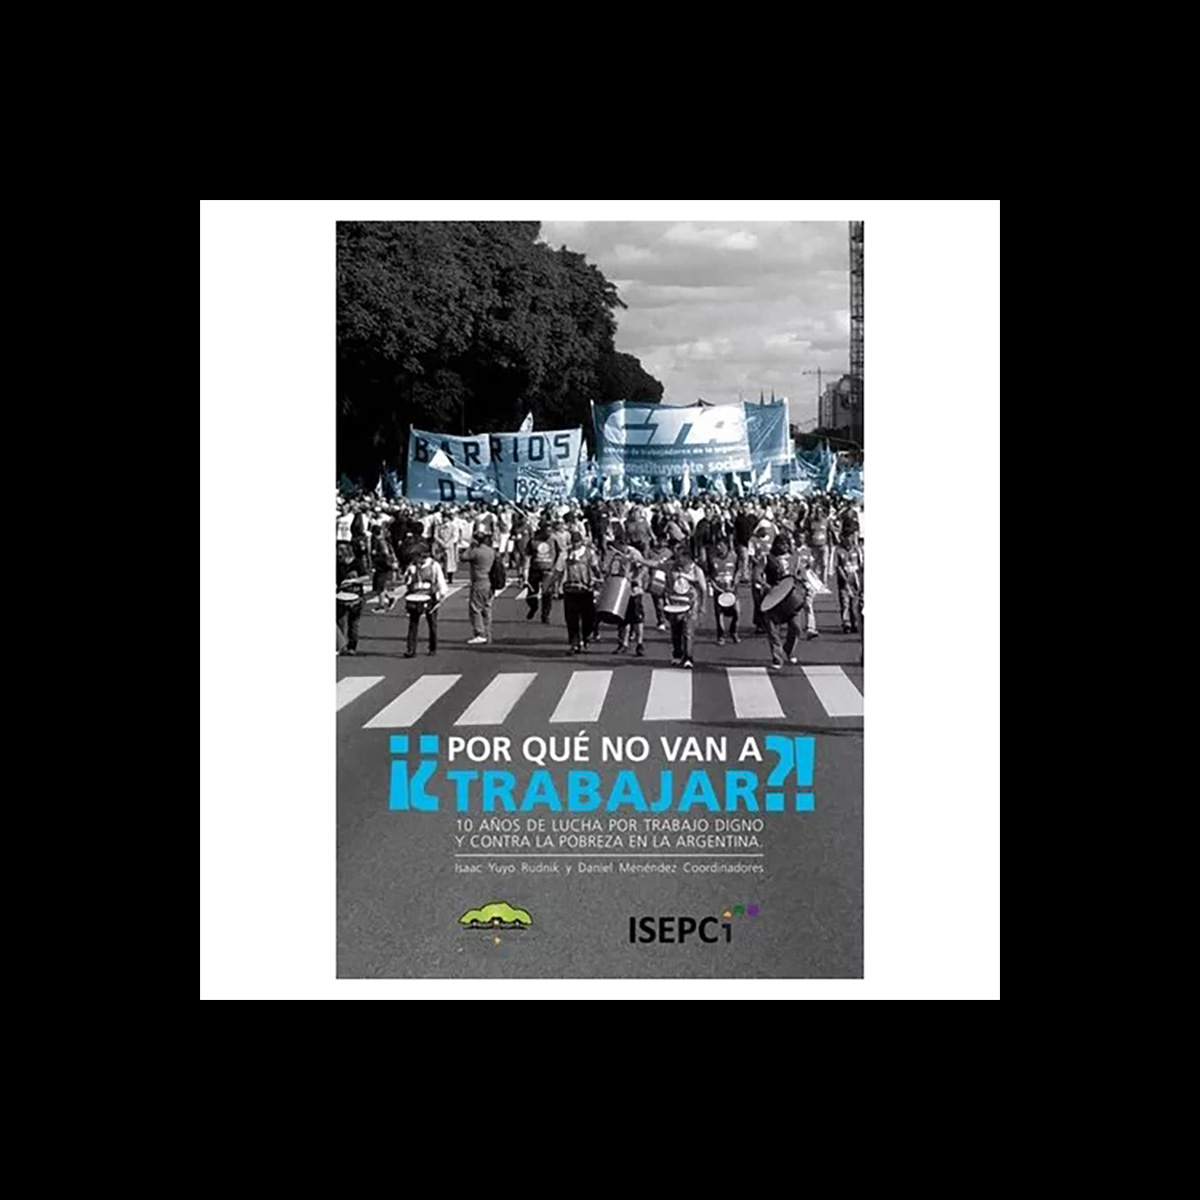 BARRIOS
DE
CTA
constituyente social
¡¿POR QUÉ NO VAN A
TRABAJAR?!
10 AÑOS DE LUCHA POR TRABAJO DIGNO
Y CONTRA LA POBREZA EN LA ARGENTINA.
Isaac Yuyo Rudnik y Daniel Menéndez Coordinadores
ISEPCi